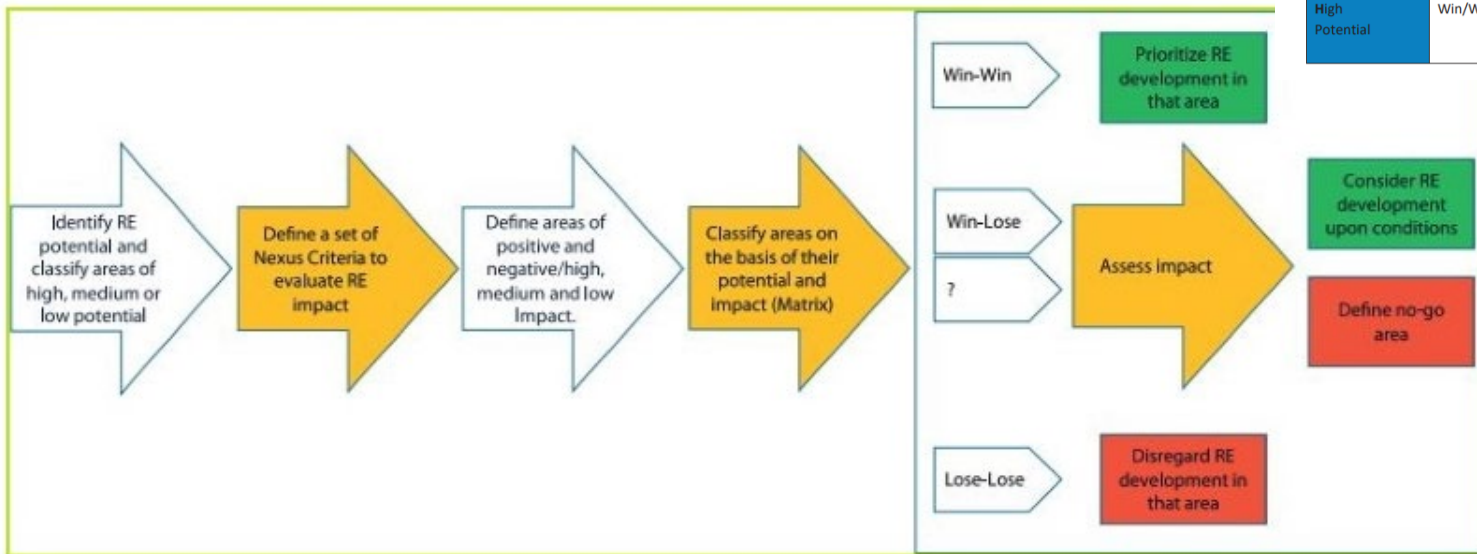 Identify RE
potential and
classify areas of
high, medium or
low potential
Define a set of
Nexus Criteria to
evaluate RE
impact
Define areas of
positive and
negative/high,
medium and low
Impact.
Classify areas on
the basis of their
potential and
impact (Matrix)
Win-Win
Prioritize RE
development in
that area
Win-Lose
?
Assess impact
Consider RE
development
upon conditions
Define no-go
area
Lose-Lose
Disregard RE
development in
that area
High
Potential